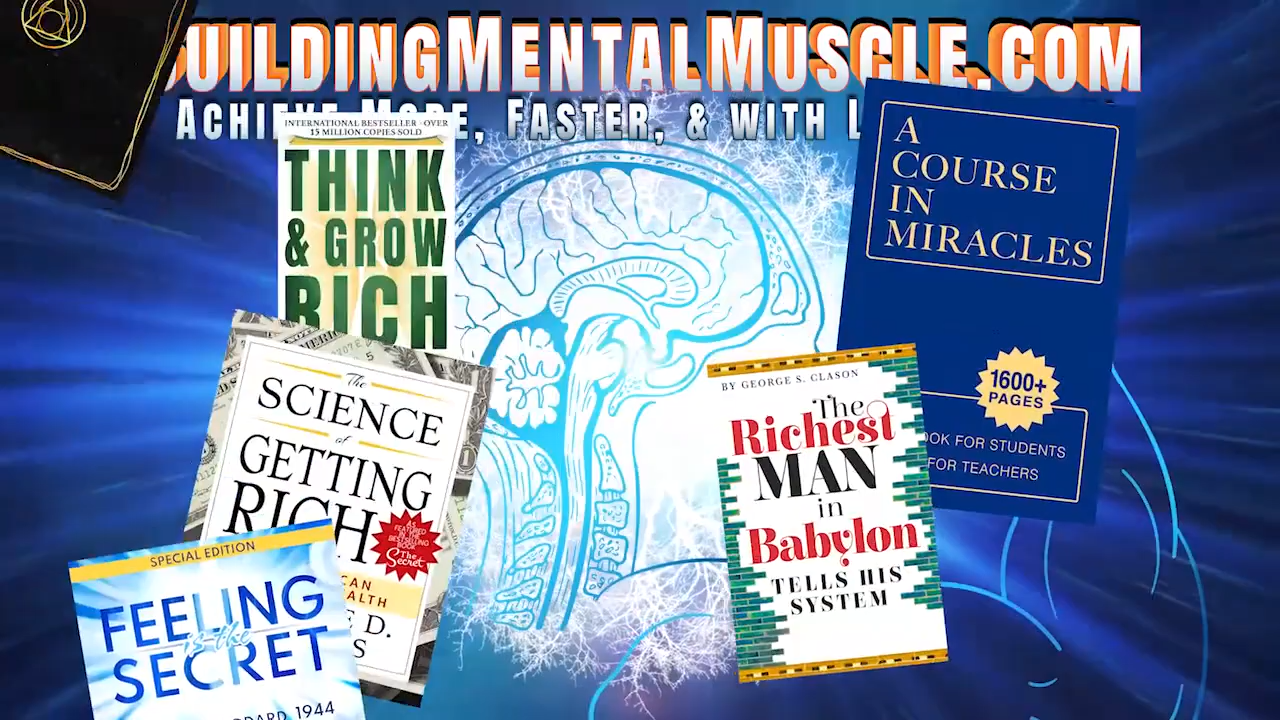 BUILDINGMENTALMUSCLE.COM
ACHIEVE MORE, FASTER, & WITH
INTERNATIONAL BESTSELLER · OVER
15 MILLION COPIES SOLD
THINK
& GROW
RICH
A
COURSE
IN
MIRACLES
1600+
PAGES
FOR STUDENTS
FOR TEACHERS
The
SCIENCE
of
GETTING
RICH
AS
FEATURED
IN THE
BESTSELLING
BOOK
The
Secret
BY GEORGE S. CLASON
The
Richest
MAN
in
Babylon
TELLS HIS
SYSTEM
SPECIAL EDITION
FEELING
is the
SECRET
1944